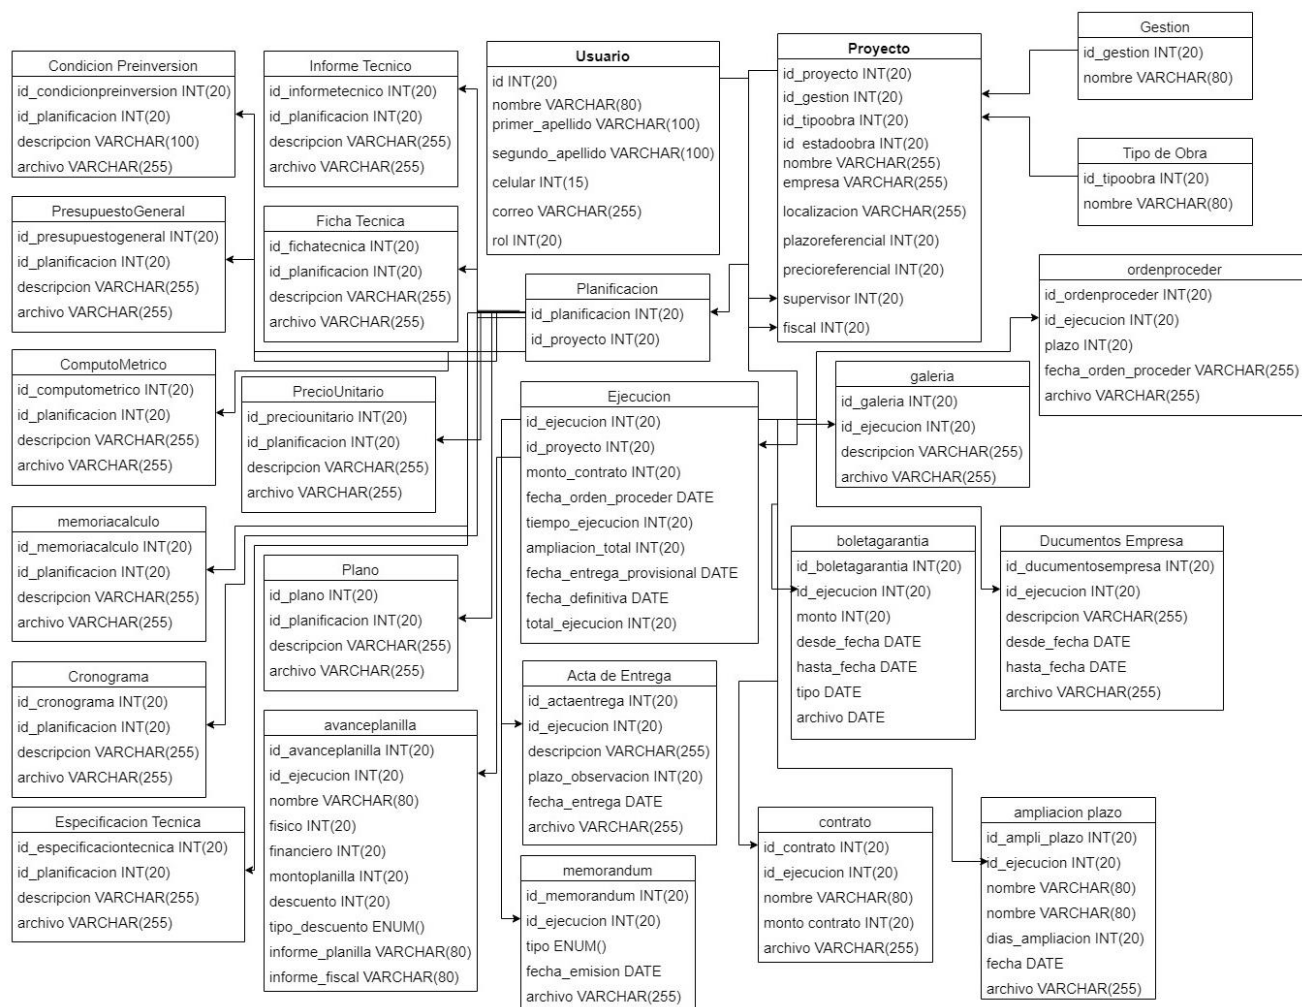 Condicion Preinversion
id_condicionpreinversion INT(20)
id_planificacion INT(20)
descripcion VARCHAR(100)
archivo VARCHAR(255)
Informe Tecnico
id_informetecnico INT(20)
id_planificacion INT(20)
descripcion VARCHAR(255)
archivo VARCHAR(255)
Usuario
id INT(20)
nombre VARCHAR(80)
primer_apellido VARCHAR(100)
segundo_apellido VARCHAR(100)
celular INT(15)
correo VARCHAR(255)
rol INT(20)
Proyecto
id_proyecto INT(20)
id_gestion INT(20)
id_tipoobra INT(20)
id_estadoobra INT(20)
nombre VARCHAR(255)
empresa VARCHAR(255)
localizacion VARCHAR(255)
plazoreferencial INT(20)
precioreferencial INT(20)
supervisor INT(20)
fiscal INT(20)
Gestion
id_gestion INT(20)
nombre VARCHAR(80)
Tipo de Obra
id_tipoobra INT(20)
nombre VARCHAR(80)
PresupuestoGeneral
id_presupuestogeneral INT(20)
id_planificacion INT(20)
descripcion VARCHAR(255)
archivo VARCHAR(255)
Ficha Tecnica
id_fichatecnica INT(20)
id_planificacion INT(20)
descripcion VARCHAR(255)
archivo VARCHAR(255)
Planificacion
id_planificacion INT(20)
id_proyecto INT(20)
ordenproceder
id_ordenproceder INT(20)
id_ejecucion INT(20)
plazo INT(20)
fecha_orden_proceder VARCHAR(255)
archivo VARCHAR(255)
ComputoMetrico
id_computometrico INT(20)
id_planificacion INT(20)
descripcion VARCHAR(255)
archivo VARCHAR(255)
PrecioUnitario
id_preciounitario INT(20)
id_planificacion INT(20)
descripcion VARCHAR(255)
archivo VARCHAR(255)
Ejecucion
id_ejecucion INT(20)
id_proyecto INT(20)
monto_contrato INT(20)
fecha_orden_proceder DATE
tiempo_ejecucion INT(20)
ampliacion_total INT(20)
fecha_entrega_provisional DATE
fecha_definitiva DATE
total_ejecucion INT(20)
galeria
id_galeria INT(20)
id_ejecucion INT(20)
descripcion VARCHAR(255)
archivo VARCHAR(255)
memoriacalculo
id_memoriacalculo INT(20)
id_planificacion INT(20)
descripcion VARCHAR(255)
archivo VARCHAR(255)
Plano
id_plano INT(20)
id_planificacion INT(20)
descripcion VARCHAR(255)
archivo VARCHAR(255)
boletagarantia
id_boletagarantia INT(20)
id_ejecucion INT(20)
monto INT(20)
desde_fecha DATE
hasta_fecha DATE
tipo DATE
archivo DATE
Ducumentos Empresa
id_ducumentosempresa INT(20)
id_ejecucion INT(20)
descripcion VARCHAR(255)
desde_fecha DATE
hasta_fecha DATE
archivo VARCHAR(255)
Cronograma
id_cronograma INT(20)
id_planificacion INT(20)
descripcion VARCHAR(255)
archivo VARCHAR(255)
avanceplanilla
id_avanceplanilla INT(20)
id_ejecucion INT(20)
nombre VARCHAR(80)
fisico INT(20)
financiero INT(20)
montoplanilla INT(20)
descuento INT(20)
tipo_descuento ENUM()
informe_planilla VARCHAR(80)
informe_fiscal VARCHAR(80)
Acta de Entrega
id_actaentrega INT(20)
id_ejecucion INT(20)
descripcion VARCHAR(255)
plazo_observacion INT(20)
fecha_entrega DATE
archivo VARCHAR(255)
Especificacion Tecnica
id_especificaciontecnica INT(20)
id_planificacion INT(20)
descripcion VARCHAR(255)
archivo VARCHAR(255)
memorandum
id_memorandum INT(20)
id_ejecucion INT(20)
tipo ENUM()
fecha_emision DATE
archivo VARCHAR(255)
contrato
id_contrato INT(20)
id_ejecucion INT(20)
nombre VARCHAR(80)
monto contrato INT(20)
archivo VARCHAR(255)
ampliacion plazo
id_ampli_plazo INT(20)
id_ejecucion INT(20)
nombre VARCHAR(80)
nombre VARCHAR(80)
dias_ampliacion INT(20)
fecha DATE
archivo VARCHAR(255)